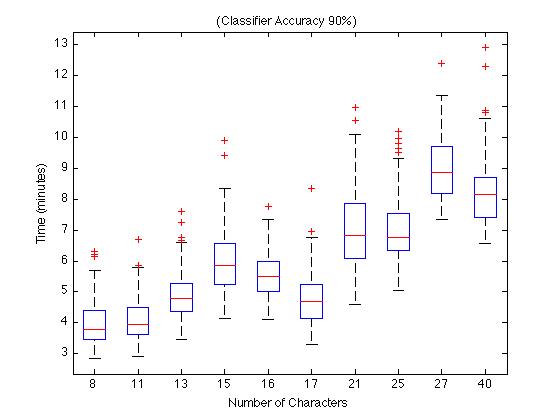 (Classifier Accuracy 90%)
13
12
11
10
9
8
7
6
5
4
3
Time (minutes)
8 11 13 15 16 17 21 25 27 40
Number of Characters